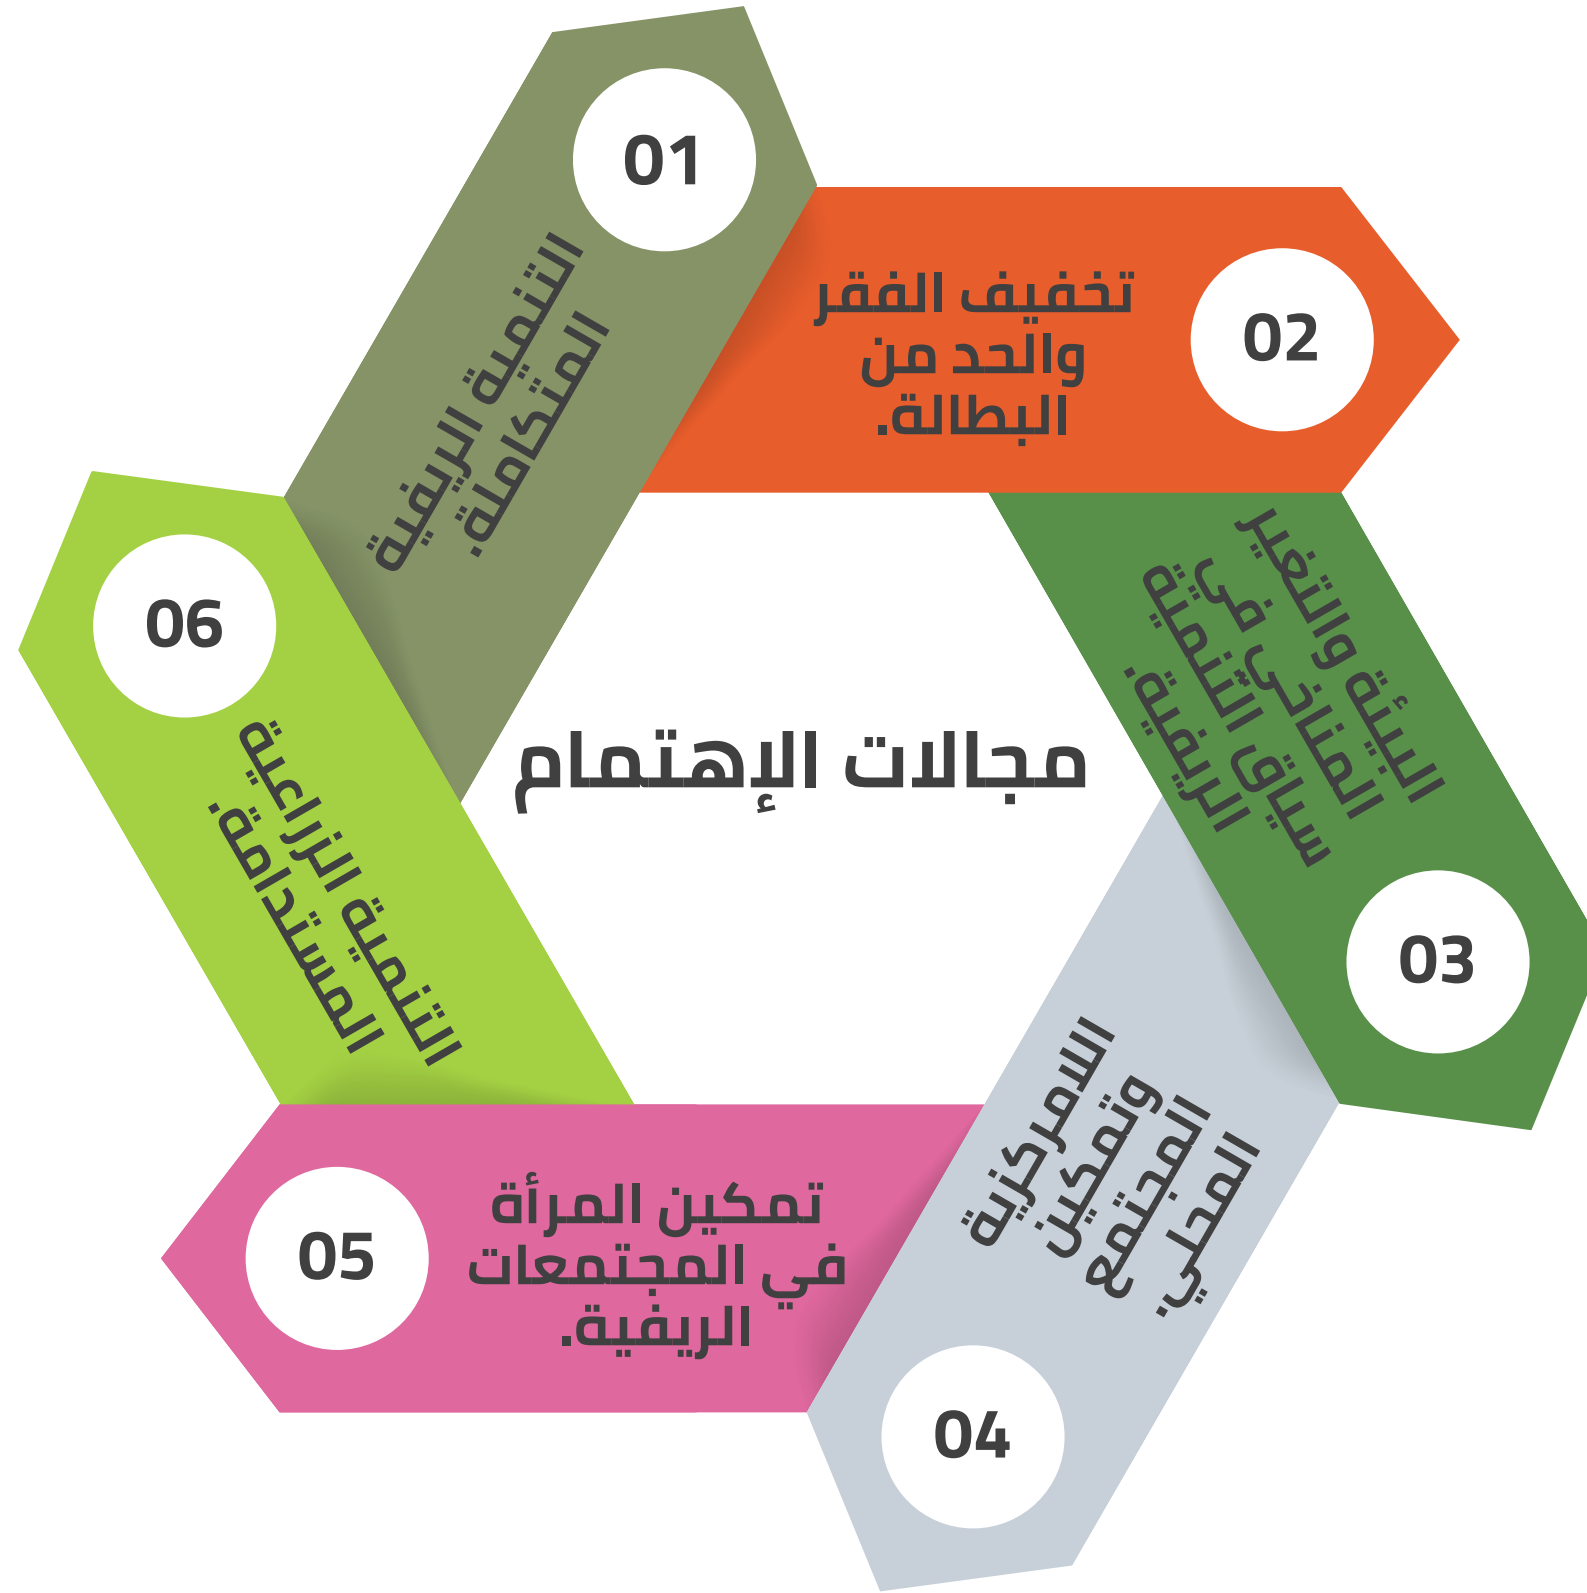 مجالات الإهتمام
01
التنمية الريفية
المتكاملة.
02
تخفيف الفقر
والحد من
البطالة.
03
البيئة والتغير
المناخي في
سياق التنمية
الريفية.
04
اللامركزية
وتمكين
المجتمع
المحلي.
05
تمكين المرأة
في المجتمعات
الريفية.
06
التنمية الزراعية
المستدامة.